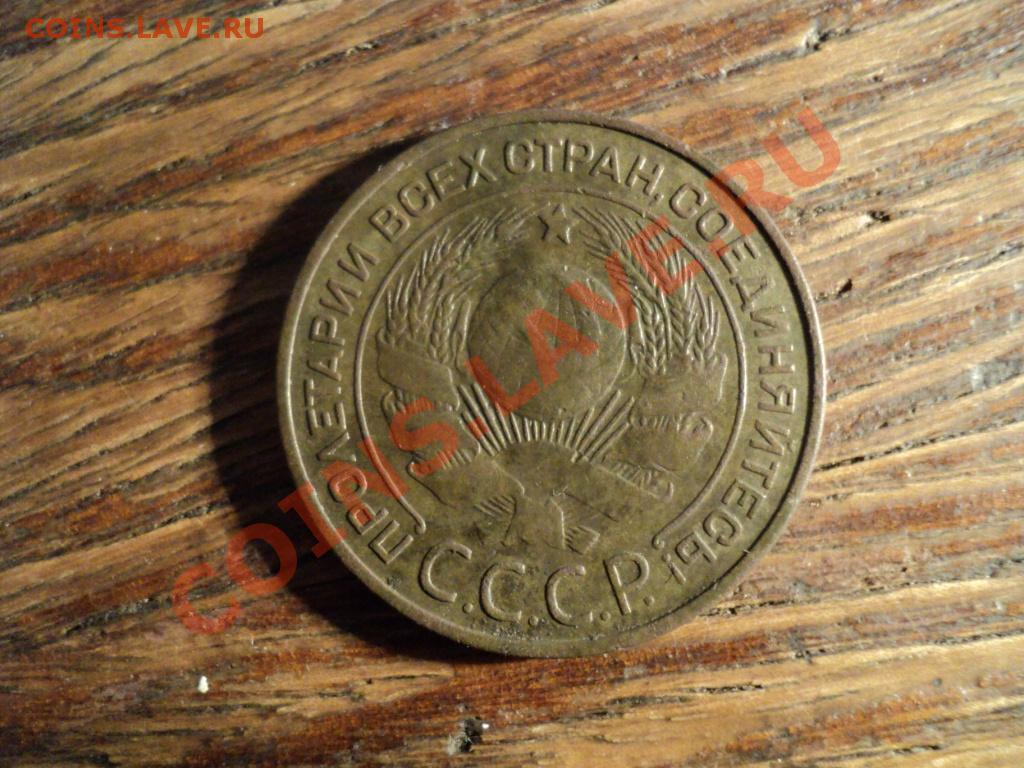 COINS.LAVE.RU
ПРОЛЕТАРИИ ВСЕХ СТРАН, СОЕДИНЯЙТЕСЬ!
С.С.С.Р.
COINS.LAVE.RU